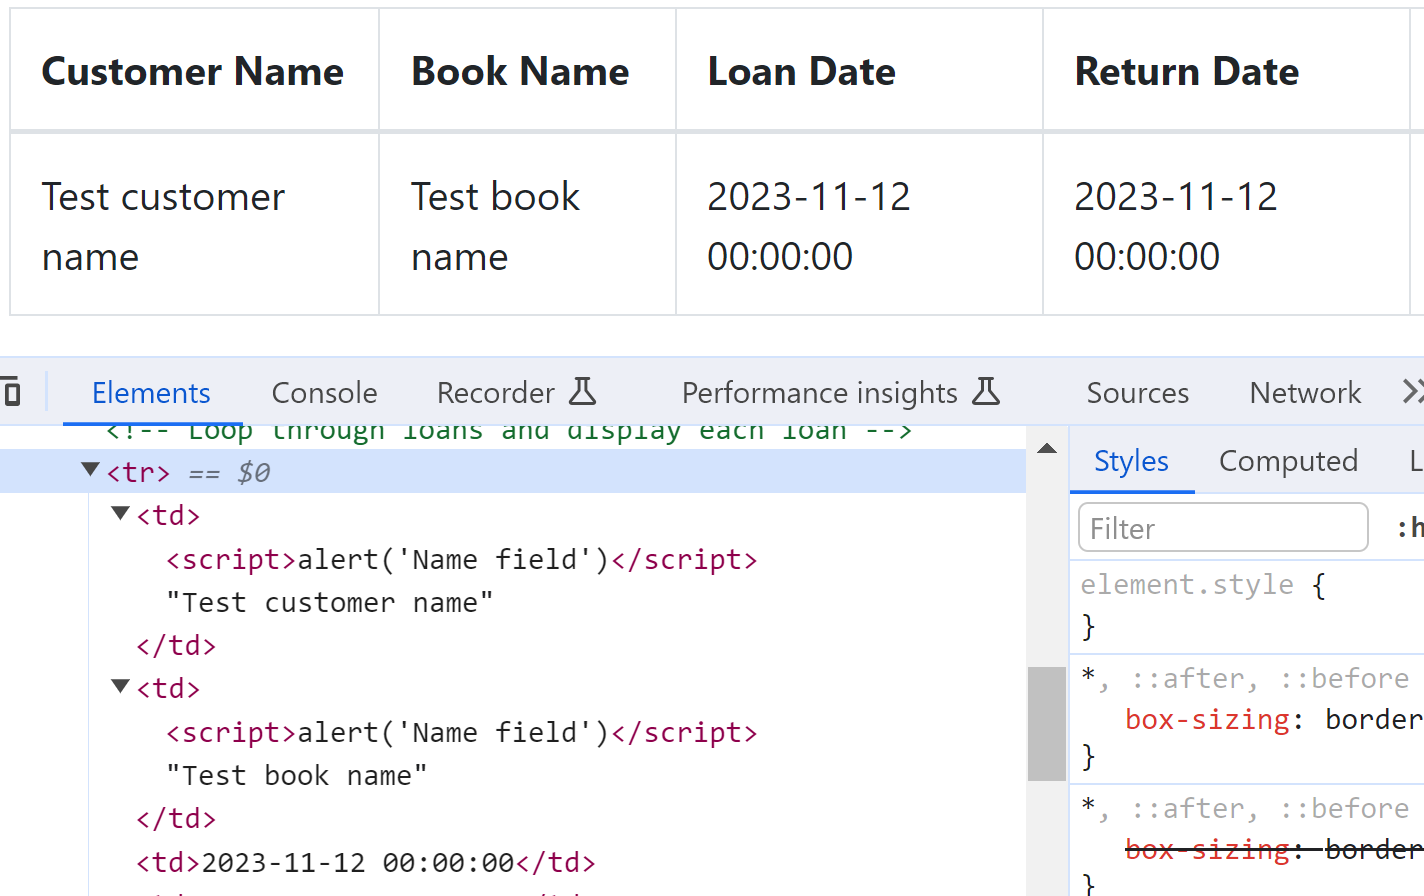 Customer Name Book Name Loan Date Return Date
Test customer Test book 2023-11-12 2023-11-12
name name 00:00:00 00:00:00
Elements Console Recorder Performance insights Sources Network
<!-- Loop through loans and display each loan -->
<tr> == $0
<td>
<script>alert('Name field')</script>
"Test customer name"
</td>
<td>
<script>alert('Name field')</script>
"Test book name"
</td>
<td>2023-11-12 00:00:00</td>
Styles Computed L
Filter :h
element.style {
}
*, ::after, ::before
box-sizing: border
}
*, ::after, ::before
box-sizing: border
}